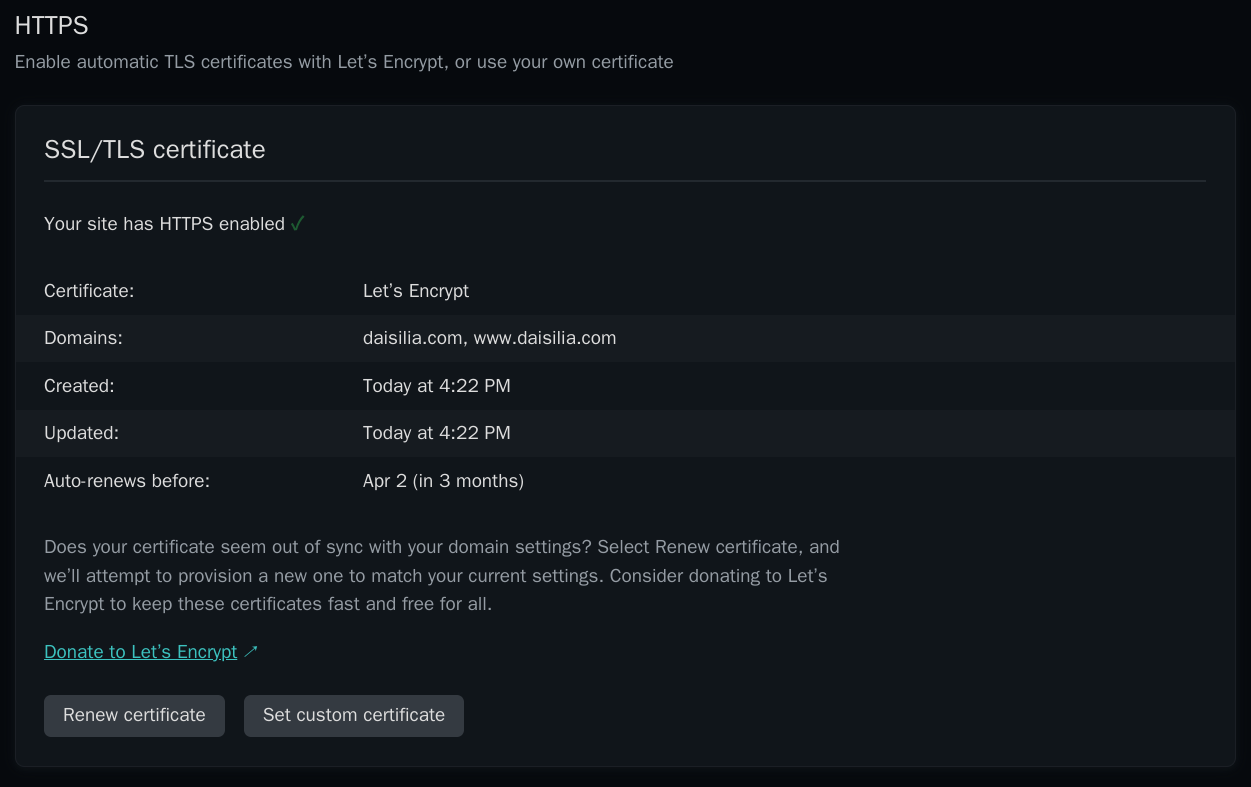 HTTPS
Enable automatic TLS certificates with Let’s Encrypt, or use your own certificate
SSL/TLS certificate
Your site has HTTPS enabled ✓
Certificate: Let’s Encrypt
Domains: daisilia.com, www.daisilia.com
Created: Today at 4:22 PM
Updated: Today at 4:22 PM
Auto-renews before: Apr 2 (in 3 months)
Does your certificate seem out of sync with your domain settings? Select Renew certificate, and
we’ll attempt to provision a new one to match your current settings. Consider donating to Let’s
Encrypt to keep these certificates fast and free for all.
Donate to Let’s Encrypt ↗
Renew certificate Set custom certificate